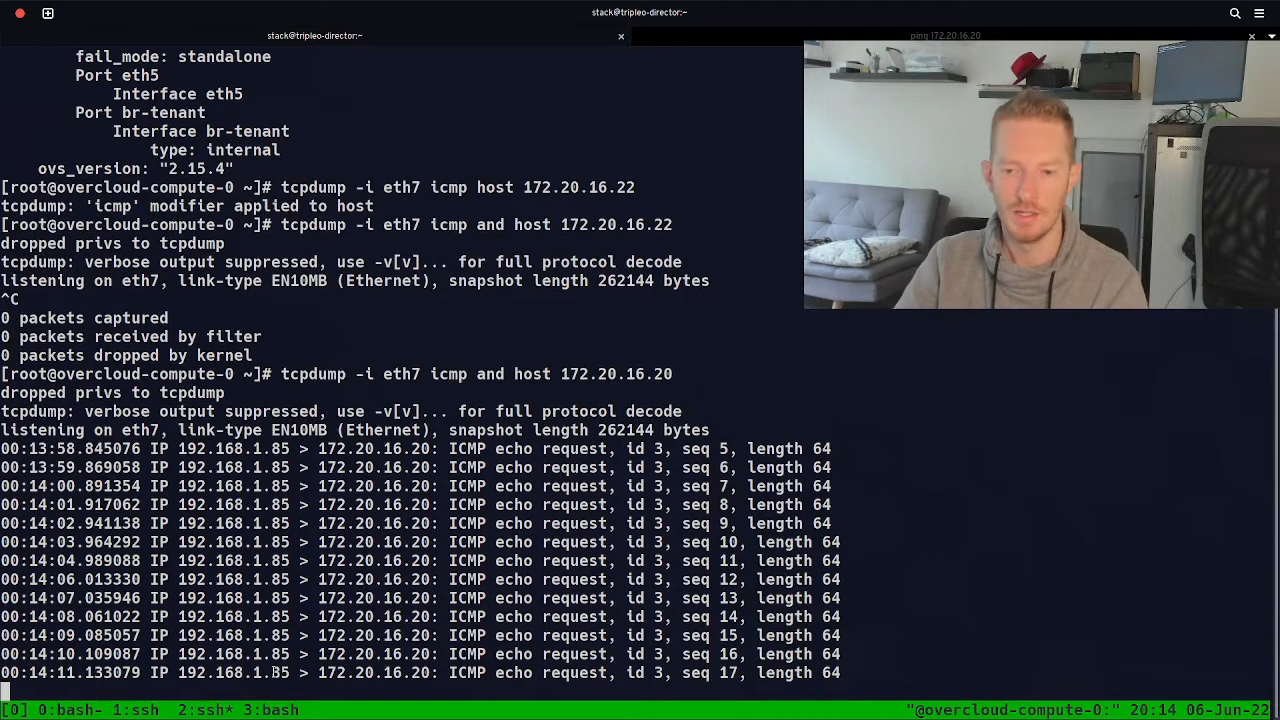 stack@tripleo-director:~
stack@tripleo-director:~
ping 172.20.16.20
fail_mode: standalone
Port eth5
Interface eth5
Port br-tenant
Interface br-tenant
type: internal
ovs_version: "2.15.4"
[root@overcloud-compute-0 ~]# tcpdump -i eth7 icmp host 172.20.16.22
tcpdump: 'icmp' modifier applied to host
[root@overcloud-compute-0 ~]# tcpdump -i eth7 icmp and host 172.20.16.22
dropped privs to tcpdump
tcpdump: verbose output suppressed, use -v[v]... for full protocol decode
listening on eth7, link-type EN10MB (Ethernet), snapshot length 262144 bytes
^C
0 packets captured
0 packets received by filter
0 packets dropped by kernel
[root@overcloud-compute-0 ~]# tcpdump -i eth7 icmp and host 172.20.16.20
dropped privs to tcpdump
tcpdump: verbose output suppressed, use -v[v]... for full protocol decode
listening on eth7, link-type EN10MB (Ethernet), snapshot length 262144 bytes
00:13:58.845076 IP 192.168.1.85 > 172.20.16.20: ICMP echo request, id 3, seq 5, length 64
00:13:59.869058 IP 192.168.1.85 > 172.20.16.20: ICMP echo request, id 3, seq 6, length 64
00:14:00.891354 IP 192.168.1.85 > 172.20.16.20: ICMP echo request, id 3, seq 7, length 64
00:14:01.917062 IP 192.168.1.85 > 172.20.16.20: ICMP echo request, id 3, seq 8, length 64
00:14:02.941138 IP 192.168.1.85 > 172.20.16.20: ICMP echo request, id 3, seq 9, length 64
00:14:03.964292 IP 192.168.1.85 > 172.20.16.20: ICMP echo request, id 3, seq 10, length 64
00:14:04.989088 IP 192.168.1.85 > 172.20.16.20: ICMP echo request, id 3, seq 11, length 64
00:14:06.013330 IP 192.168.1.85 > 172.20.16.20: ICMP echo request, id 3, seq 12, length 64
00:14:07.035946 IP 192.168.1.85 > 172.20.16.20: ICMP echo request, id 3, seq 13, length 64
00:14:08.061022 IP 192.168.1.85 > 172.20.16.20: ICMP echo request, id 3, seq 14, length 64
00:14:09.085057 IP 192.168.1.85 > 172.20.16.20: ICMP echo request, id 3, seq 15, length 64
00:14:10.109087 IP 192.168.1.85 > 172.20.16.20: ICMP echo request, id 3, seq 16, length 64
00:14:11.133079 IP 192.168.1.85 > 172.20.16.20: ICMP echo request, id 3, seq 17, length 64
[0] 0:bash- 1:ssh 2:ssh* 3:bash "@overcloud-compute-0:" 20:14 06-Jun-22